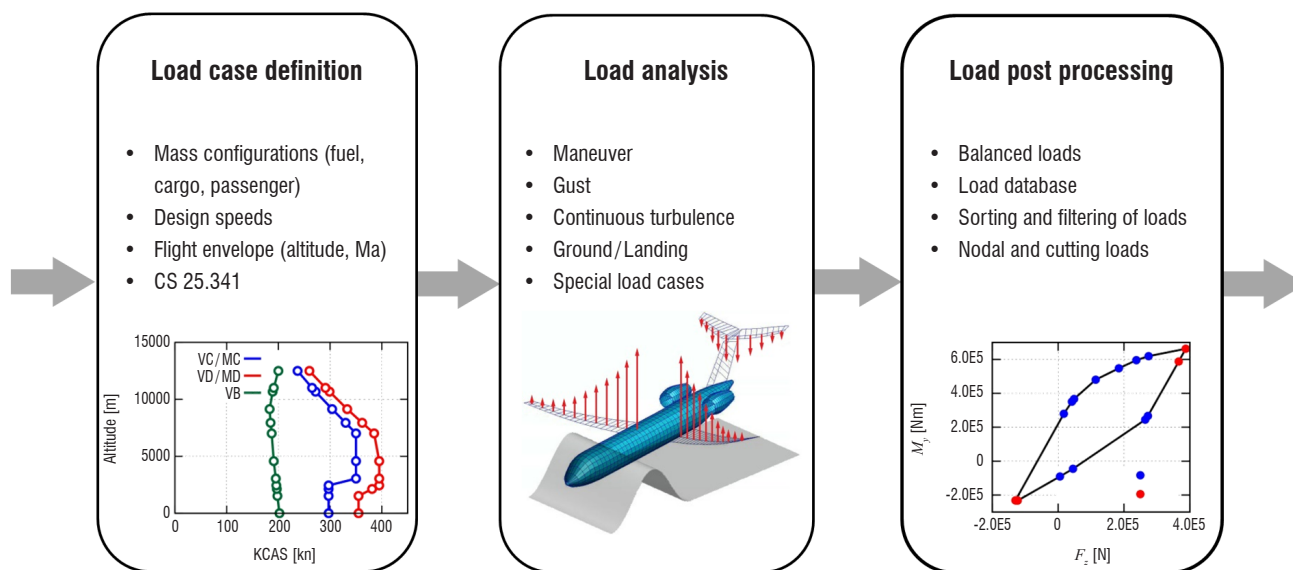 Load case definition
• Mass configurations (fuel,
cargo, passenger)
• Design speeds
• Flight envelope (altitude, Ma)
• CS 25.341
15000
10000
5000
0
Altitude [m]
VC / MC
VD / MD
VB
0 100 200 300 400
KCAS [kn]
Load analysis
• Maneuver
• Gust
• Continuous turbulence
• Ground / Landing
• Special load cases
Load post processing
• Balanced loads
• Load database
• Sorting and filtering of loads
• Nodal and cutting loads
6.0E5
4.0E5
2.0E5
0
-2.0E5
M_y [Nm]
-2.0E5 0 2.0E5 4.0E5
F_z [N]